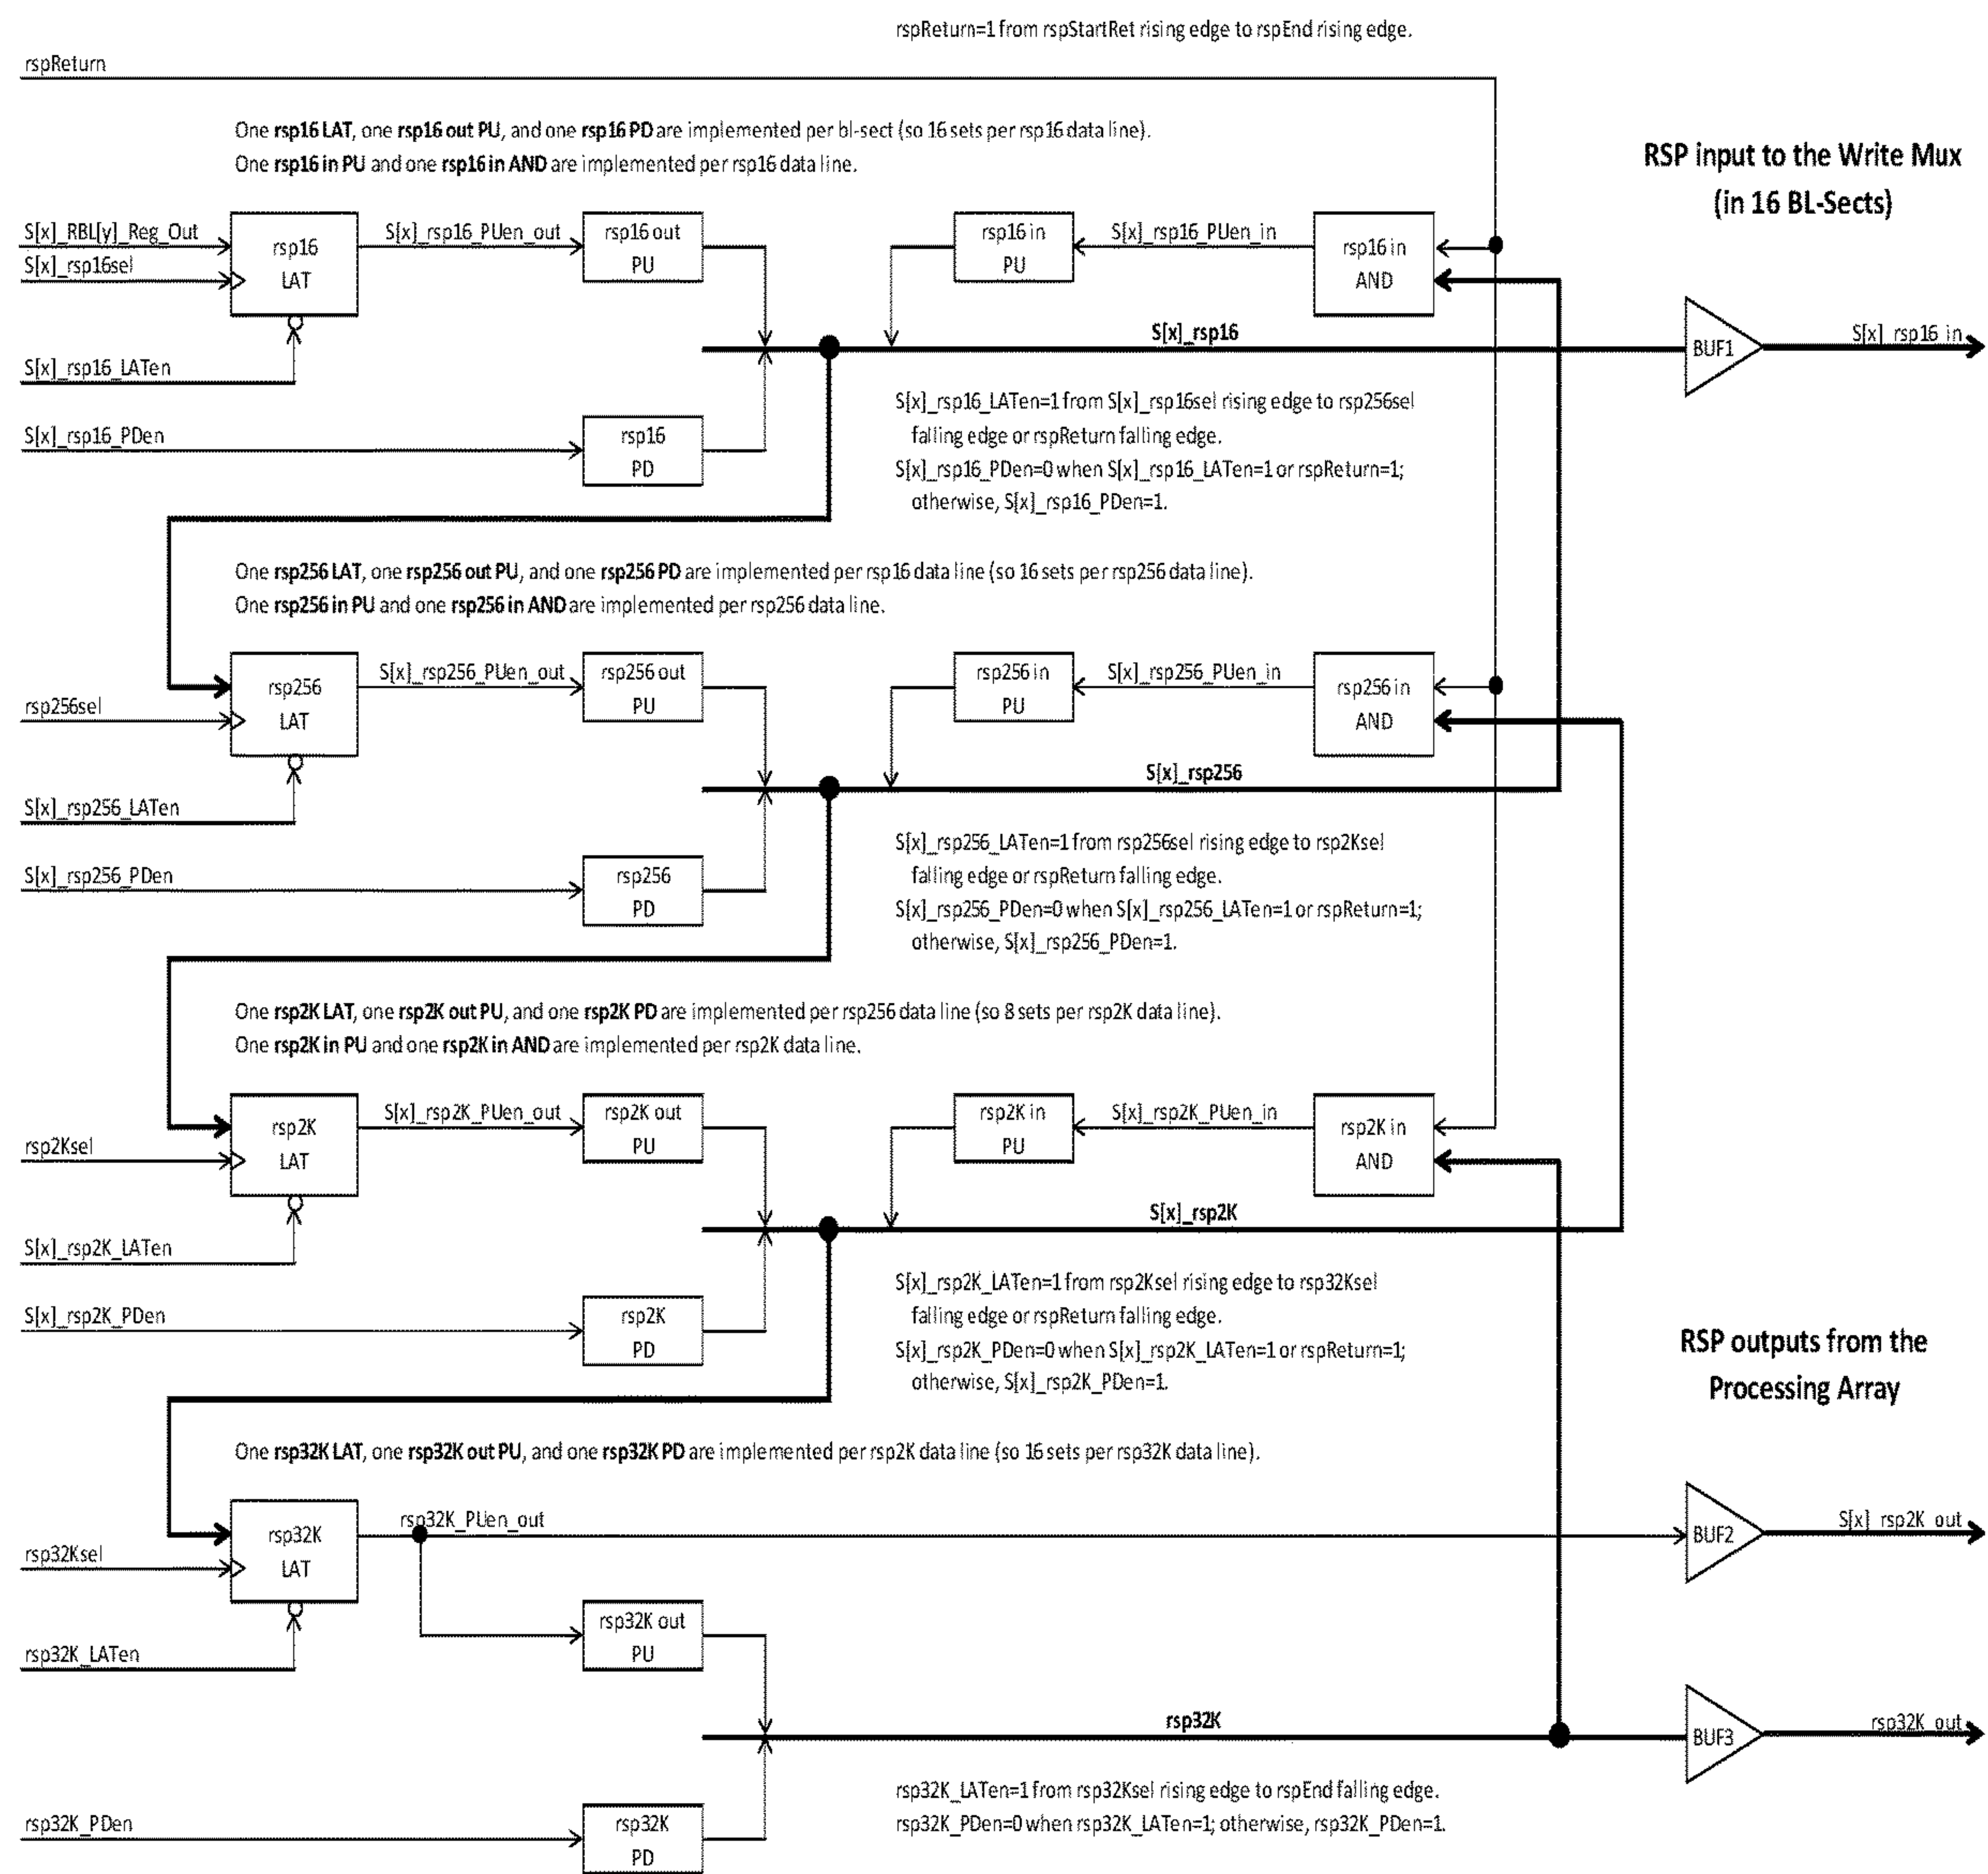 rspReturn=1 from rspStartRet rising edge to rspEnd rising edge.
rspReturn
One rsp16 LAT, one rsp16 out PU, and one rsp16 PD are implemented per bl-sect (so 16 sets per rsp16 data line).
One rsp16 in PU and one rsp16 in AND are implemented per rsp16 data line.
RSP input to the Write Mux
(in 16 BL-Sects)
S[x]_RBL[y]_Reg_Out
S[x]_rsp16sel
rsp16
LAT
S[x]_rsp16_PUen_out
rsp16 out
PU
rsp16 in
PU
S[x]_rsp16_PUen_in
rsp16 in
AND
S[x]_rsp16
BUF1
S[x]_rsp16_in
S[x]_rsp16_LATen
S[x]_rsp16_PDen
rsp16
PD
S[x]_rsp16_LATen=1 from S[x]_rsp16sel rising edge to rsp256sel
falling edge or rspReturn falling edge.
S[x]_rsp16_PDen=0 when S[x]_rsp16_LATen=1 or rspReturn=1;
otherwise, S[x]_rsp16_PDen=1.
One rsp256 LAT, one rsp256 out PU, and one rsp256 PD are implemented per rsp16 data line (so 16 sets per rsp256 data line).
One rsp256 in PU and one rsp256 in AND are implemented per rsp256 data line.
rsp256sel
rsp256
LAT
S[x]_rsp256_PUen_out
rsp256 out
PU
rsp256 in
PU
S[x]_rsp256_PUen_in
rsp256 in
AND
S[x]_rsp256
S[x]_rsp256_LATen
S[x]_rsp256_PDen
rsp256
PD
S[x]_rsp256_LATen=1 from rsp256sel rising edge to rsp2Ksel
falling edge or rspReturn falling edge.
S[x]_rsp256_PDen=0 when S[x]_rsp256_LATen=1 or rspReturn=1;
otherwise, S[x]_rsp256_PDen=1.
One rsp2K LAT, one rsp2K out PU, and one rsp2K PD are implemented per rsp256 data line (so 8 sets per rsp2K data line).
One rsp2K in PU and one rsp2K in AND are implemented per rsp2K data line.
rsp2Ksel
rsp2K
LAT
S[x]_rsp2K_PUen_out
rsp2K out
PU
rsp2K in
PU
S[x]_rsp2K_PUen_in
rsp2K in
AND
S[x]_rsp2K
S[x]_rsp2K_LATen
S[x]_rsp2K_PDen
rsp2K
PD
S[x]_rsp2K_LATen=1 from rsp2Ksel rising edge to rsp32Ksel
falling edge or rspReturn falling edge.
S[x]_rsp2K_PDen=0 when S[x]_rsp2K_LATen=1 or rspReturn=1;
otherwise, S[x]_rsp2K_PDen=1.
RSP outputs from the
Processing Array
One rsp32K LAT, one rsp32K out PU, and one rsp32K PD are implemented per rsp2K data line (so 16 sets per rsp32K data line).
rsp32Ksel
rsp32K
LAT
rsp32K_PUen_out
BUF2
S[x]_rsp2K_out
rsp32K_LATen
rsp32K out
PU
rsp32K
BUF3
rsp32K_out
rsp32K_PDen
rsp32K
PD
rsp32K_LATen=1 from rsp32Ksel rising edge to rspEnd falling edge.
rsp32K_PDen=0 when rsp32K_LATen=1; otherwise, rsp32K_PDen=1.